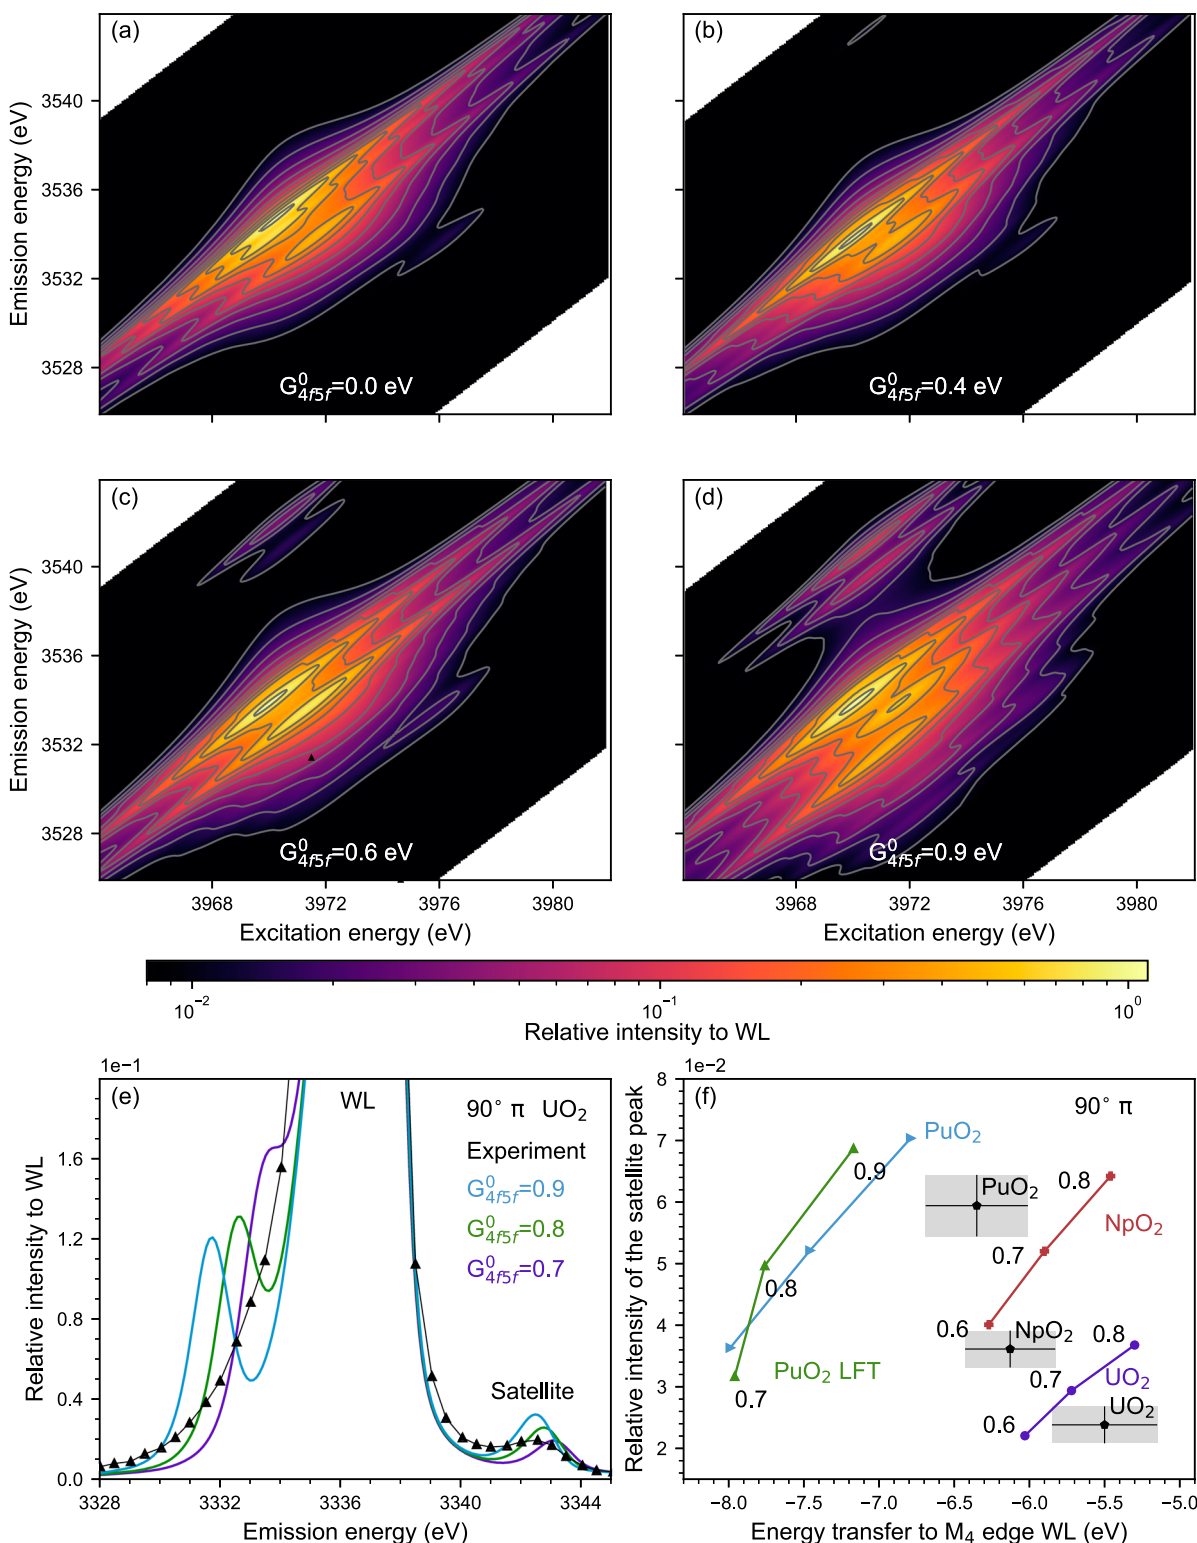 (a)
(b)
3540
3536
3532
3528
Emission energy (eV)
G⁰4f5f=0.0 eV
G⁰4f5f=0.4 eV
(c)
(d)
3540
3536
3532
3528
Emission energy (eV)
G⁰4f5f=0.6 eV
G⁰4f5f=0.9 eV
3968 3972 3976 3980
3968 3972 3976 3980
Excitation energy (eV)
Excitation energy (eV)
10⁻² 10⁻¹ 10⁰
Relative intensity to WL
1e−1
(e)
WL
90° π UO₂
Experiment
G⁰4f5f=0.9
G⁰4f5f=0.8
G⁰4f5f=0.7
Satellite
1.6
1.2
0.8
0.4
0.0
Relative intensity to WL
3328 3332 3336 3340 3344
Emission energy (eV)
1e−2
(f)
90° π
PuO₂
0.9
PuO₂
0.8
NpO₂
0.7
0.8
0.6
NpO₂
0.8
PuO₂ LFT
0.7
UO₂
0.7
0.6
UO₂
8
7
6
5
4
3
2
Relative intensity of the satellite peak
−8.0 −7.5 −7.0 −6.5 −6.0 −5.5 −5.0
Energy transfer to M₄ edge WL (eV)